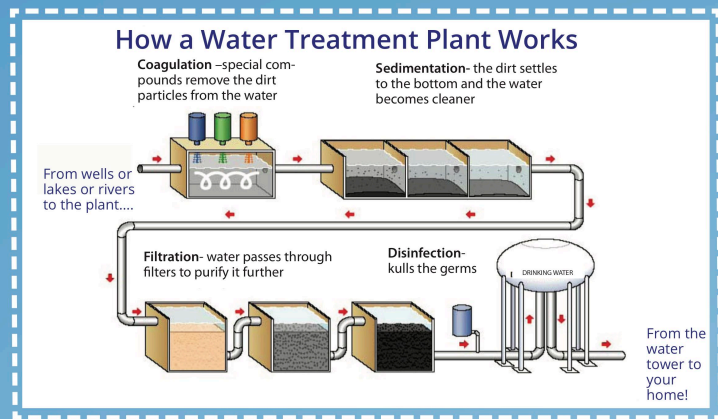 How a Water Treatment Plant Works
Coagulation –special com-
pounds remove the dirt
particles from the water
Sedimentation- the dirt settles
to the bottom and the water
becomes cleaner
From wells or
lakes or rivers
to the plant....
Filtration- water passes through
filters to purify it further
Disinfection-
kulls the germs
DRINKING WATER
From the
water
tower to
your
home!